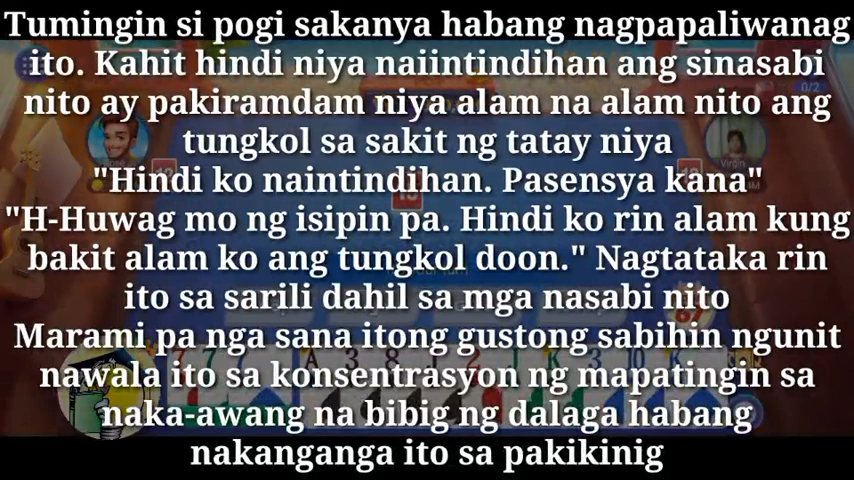 Tumingin si pogi sakanya habang nagpapaliwanag
ito. Kahit hindi niya naiintindihan ang sinasabi
nito ay pakiramdam niya alam na alam nito ang
tungkol sa sakit ng tatay niya
"Hindi ko naintindihan. Pasensya kana"
"H-Huwag mo ng isipin pa. Hindi ko rin alam kung
bakit alam ko ang tungkol doon." Nagtataka rin
ito sa sarili dahil sa mga nasabi nito
Marami pa nga sana itong gustong sabihin ngunit
nawala ito sa konsentrasyon ng mapatingin sa
naka-awang na bibig ng dalaga habang
nakanganga ito sa pakikinig
0/2
Virgin